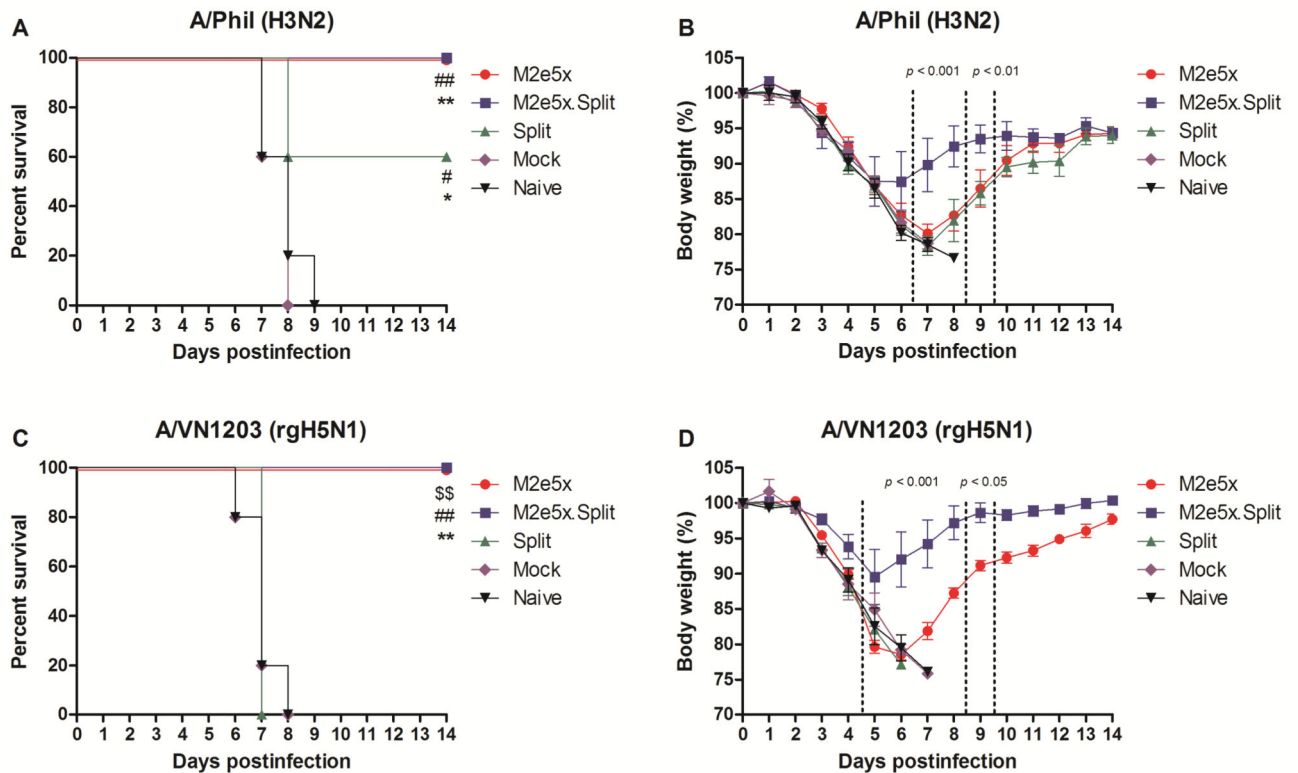 A
A/Phil (H3N2)
Percent survival
100
80
60
40
20
0
0 1 2 3 4 5 6 7 8 9 10 11 12 13 14
Days postinfection
##
**
#
*
M2e5x
M2e5x.Split
Split
Mock
Naive
B
A/Phil (H3N2)
Body weight (%)
105
100
95
90
85
80
75
70
p < 0.001
p < 0.01
0 1 2 3 4 5 6 7 8 9 10 11 12 13 14
Days postinfection
M2e5x
M2e5x.Split
Split
Mock
Naive
C
A/VN1203 (rgH5N1)
Percent survival
100
80
60
40
20
0
0 1 2 3 4 5 6 7 8 9 10 11 12 13 14
Days postinfection
$$
##
**
M2e5x
M2e5x.Split
Split
Mock
Naive
D
A/VN1203 (rgH5N1)
Body weight (%)
105
100
95
90
85
80
75
70
p < 0.001
p < 0.05
0 1 2 3 4 5 6 7 8 9 10 11 12 13 14
Days postinfection
M2e5x
M2e5x.Split
Split
Mock
Naive